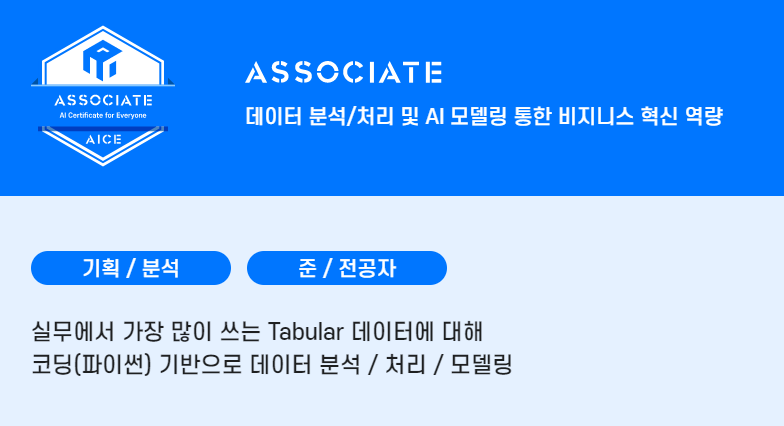 ASSOCIATE
AI Certificate for Everyone
AICE
ASSOCIATE
데이터 분석/처리 및 AI 모델링 통한 비지니스 혁신 역량
기획 / 분석
준 / 전공자
실무에서 가장 많이 쓰는 Tabular 데이터에 대해
코딩(파이썬) 기반으로 데이터 분석 / 처리 / 모델링